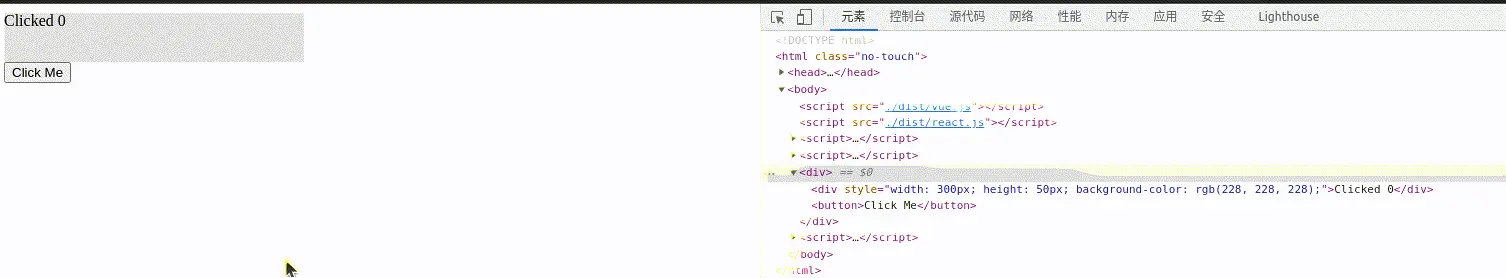 Clicked 0
Click Me
元素 控制台 源代码 网络 性能 内存 应用 安全 Lighthouse
<!DOCTYPE html>
<html class="no-touch">
<head>…</head>
<body>
<script src="./dist/vue.js"></script>
<script src="./dist/react.js"></script>
<script>…</script>
<script>…</script>
<div> == $0
<div style="width: 300px; height: 50px; background-color: rgb(228, 228, 228);">Clicked 0</div>
<button>Click Me</button>
</div>
<script>…</script>
</body>
</html>